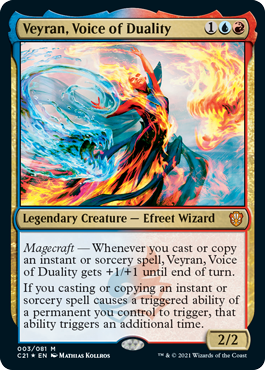 Veyran, Voice of Duality 1
Legendary Creature — Efreet Wizard
Magecraft — Whenever you cast or copy
an instant or sorcery spell, Veyran, Voice
of Duality gets +1/+1 until end of turn.
If you casting or copying an instant or
sorcery spell causes a triggered ability of
a permanent you control to trigger, that
ability triggers an additional time.
2/2
003/081 M
C21 ★ EN Mathias Kollros
™ & © 2021 Wizards of the Coast